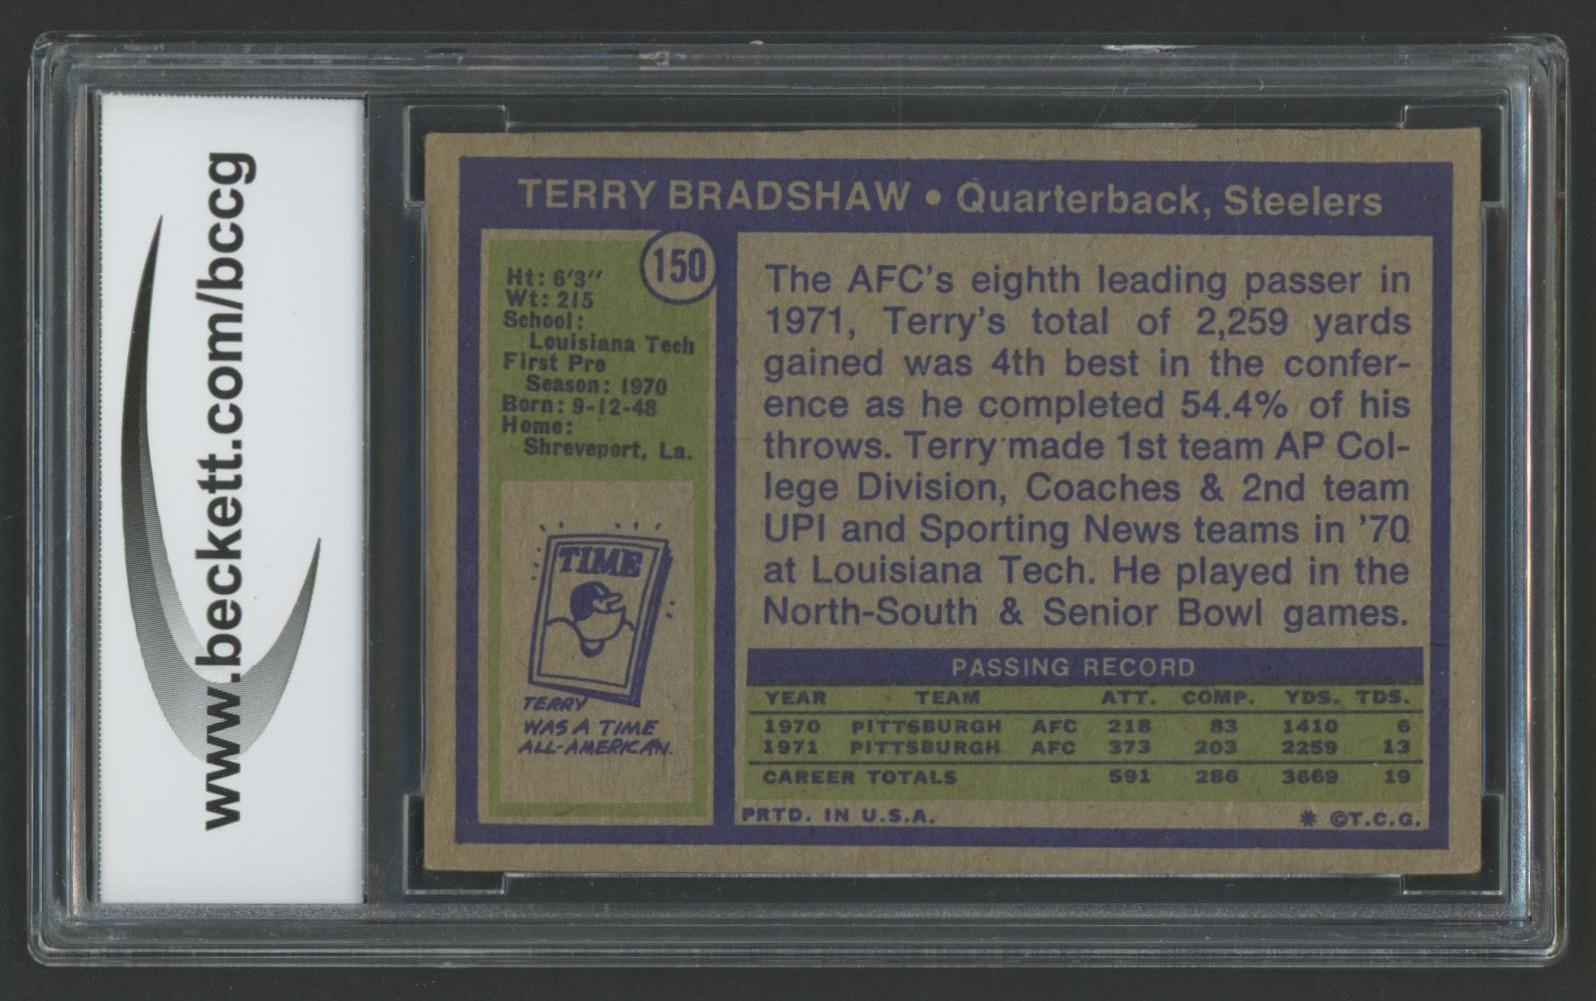 www.beckett.com/bccg
TERRY BRADSHAW • Quarterback, Steelers
150
Ht: 6'3"
Wt: 215
School:
Louisiana Tech
First Pro
Season: 1970
Born: 9-12-48
Home:
Shreveport, La.
TIME
TERRY
WAS A TIME
ALL-AMERICAN.
The AFC's eighth leading passer in
1971, Terry's total of 2,259 yards
gained was 4th best in the confer-
ence as he completed 54.4% of his
throws. Terry made 1st team AP Col-
lege Division, Coaches & 2nd team
UPI and Sporting News teams in '70
at Louisiana Tech. He played in the
North-South & Senior Bowl games.
PASSING RECORD
YEAR TEAM ATT. COMP. YDS. TDS.
1970 PITTSBURGH AFC 218 83 1410 6
1971 PITTSBURGH AFC 373 203 2259 13
CAREER TOTALS 591 286 3669 19
PRTD. IN U.S.A. * ©T.C.G.